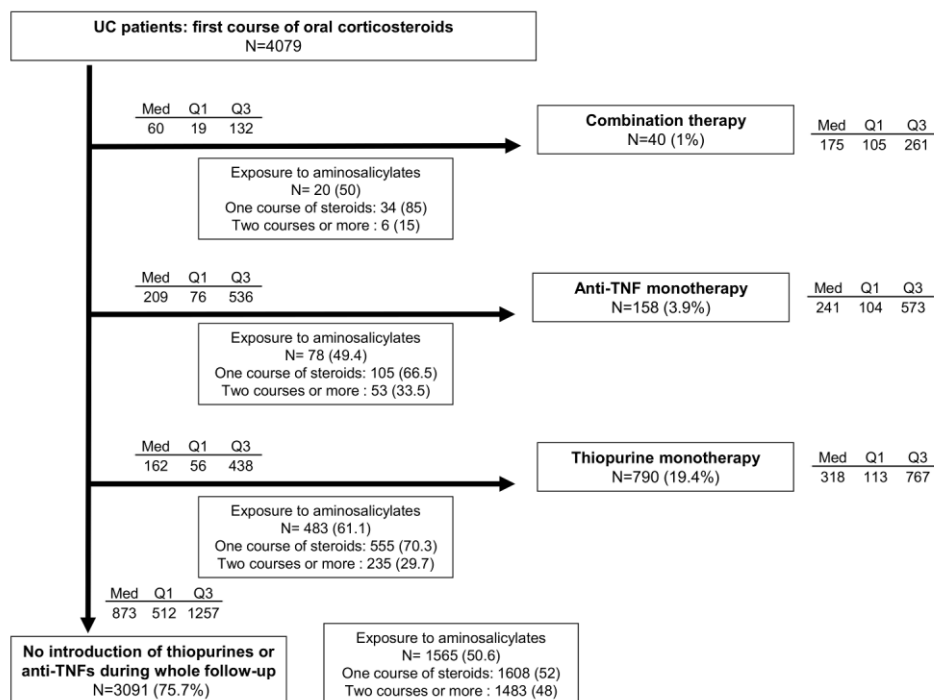 UC patients: first course of oral corticosteroids
N=4079
Med Q1 Q3
60 19 132
Combination therapy
N=40 (1%)
Med Q1 Q3
175 105 261
Exposure to aminosalicylates
N= 20 (50)
One course of steroids: 34 (85)
Two courses or more : 6 (15)
Med Q1 Q3
209 76 536
Anti-TNF monotherapy
N=158 (3.9%)
Med Q1 Q3
241 104 573
Exposure to aminosalicylates
N= 78 (49.4)
One course of steroids: 105 (66.5)
Two courses or more : 53 (33.5)
Med Q1 Q3
162 56 438
Thiopurine monotherapy
N=790 (19.4%)
Med Q1 Q3
318 113 767
Exposure to aminosalicylates
N= 483 (61.1)
One course of steroids: 555 (70.3)
Two courses or more : 235 (29.7)
Med Q1 Q3
873 512 1257
No introduction of thiopurines or
anti-TNFs during whole follow-up
N=3091 (75.7%)
Exposure to aminosalicylates
N= 1565 (50.6)
One course of steroids: 1608 (52)
Two courses or more : 1483 (48)